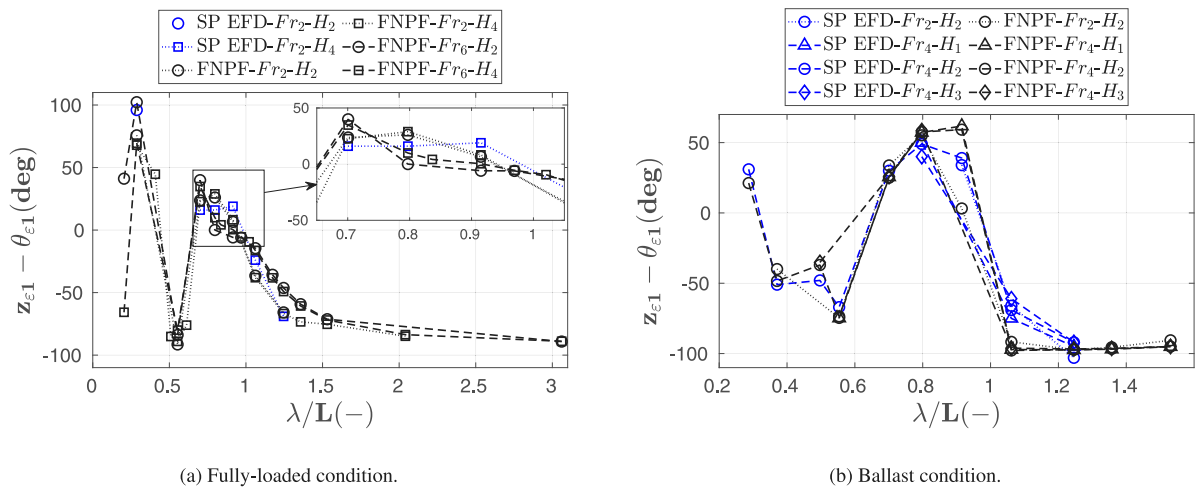 SP EFD-Fr₂-H₂ FNPF-Fr₂-H₄
SP EFD-Fr₂-H₄ FNPF-Fr₆-H₂
FNPF-Fr₂-H₂ FNPF-Fr₆-H₄
100
50
0
-50
-100
0 0.5 1 1.5 2 2.5 3
50
0
-50
0.7 0.8 0.9 1
z_ε1 − θ_ε1(deg)
λ/L(−)
(a) Fully-loaded condition.
SP EFD-Fr₂-H₂ FNPF-Fr₂-H₂
SP EFD-Fr₄-H₁ FNPF-Fr₄-H₁
SP EFD-Fr₄-H₂ FNPF-Fr₄-H₂
SP EFD-Fr₄-H₃ FNPF-Fr₄-H₃
50
0
-50
-100
0.2 0.4 0.6 0.8 1 1.2 1.4
z_ε1 − θ_ε1(deg)
λ/L(−)
(b) Ballast condition.